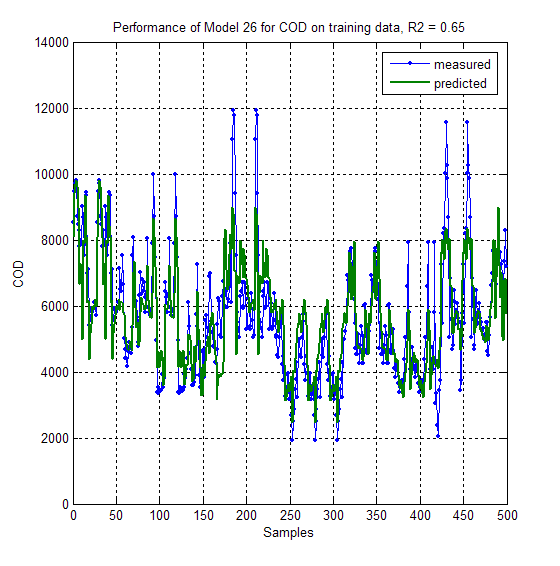 Performance of Model 26 for COD on training data, R2 = 0.65
14000
12000
10000
8000
6000
4000
2000
0
COD
measured
predicted
0 50 100 150 200 250 300 350 400 450 500
Samples